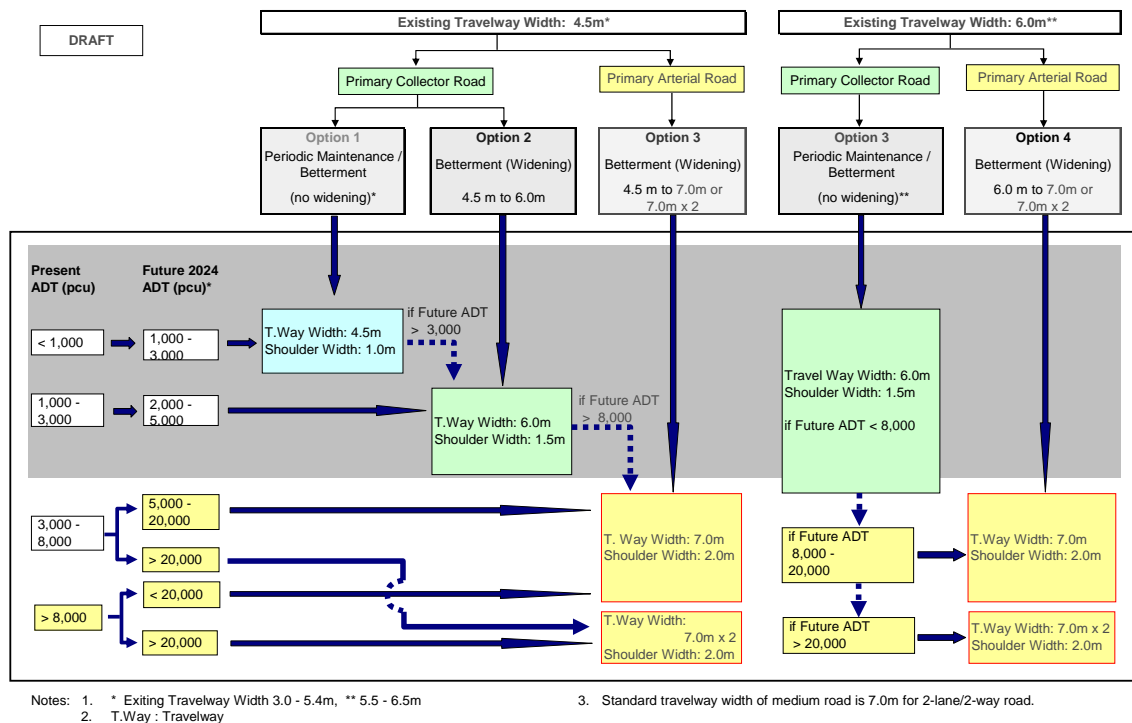 DRAFT
Existing Travelway Width: 4.5m*
Existing Travelway Width: 6.0m**
Primary Collector Road
Primary Arterial Road
Primary Collector Road
Primary Arterial Road
Option 1
Periodic Maintenance /
Betterment
(no widening)*
Option 2
Betterment (Widening)
4.5 m to 6.0m
Option 3
Betterment (Widening)
4.5 m to 7.0m or
7.0m x 2
Option 3
Periodic Maintenance /
Betterment
(no widening)**
Option 4
Betterment (Widening)
6.0 m to 7.0m or
7.0m x 2
Present
ADT (pcu)
Future 2024
ADT (pcu)*
< 1,000
1,000 -
3,000
T.Way Width: 4.5m
Shoulder Width: 1.0m
if Future ADT
> 3,000
1,000 -
3,000
2,000 -
5,000
T.Way Width: 6.0m
Shoulder Width: 1.5m
if Future ADT
> 8,000
Travel Way Width: 6.0m
Shoulder Width: 1.5m
if Future ADT < 8,000
3,000 -
8,000
5,000 -
20,000
> 20,000
T. Way Width: 7.0m
Shoulder Width: 2.0m
if Future ADT
8,000 -
20,000
T.Way Width: 7.0m
Shoulder Width: 2.0m
> 8,000
< 20,000
> 20,000
T.Way Width:
7.0m x 2
Shoulder Width: 2.0m
if Future ADT
> 20,000
T.Way Width: 7.0m x 2
Shoulder Width: 2.0m
Notes: 1. * Exiting Travelway Width 3.0 - 5.4m, ** 5.5 - 6.5m
2. T.Way : Travelway
3. Standard travelway width of medium road is 7.0m for 2-lane/2-way road.